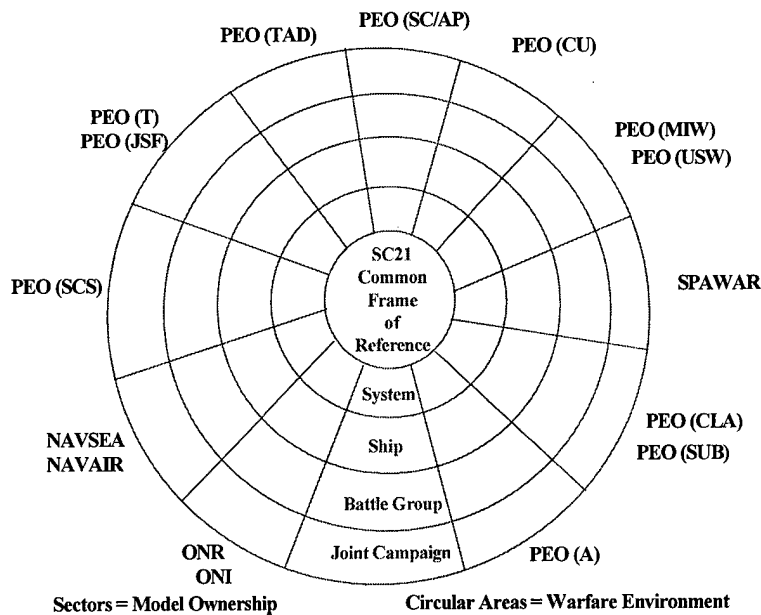 PEO (SC/AP)
PEO (TAD)
PEO (CU)
PEO (T)
PEO (JSF)
PEO (MIW)
PEO (USW)
SC21
Common
Frame
of
Reference
PEO (SCS)
SPAWAR
System
PEO (CLA)
PEO (SUB)
NAVSEA
NAVAIR
Ship
Battle Group
ONR
ONI
Joint Campaign
PEO (A)
Sectors = Model Ownership
Circular Areas = Warfare Environment